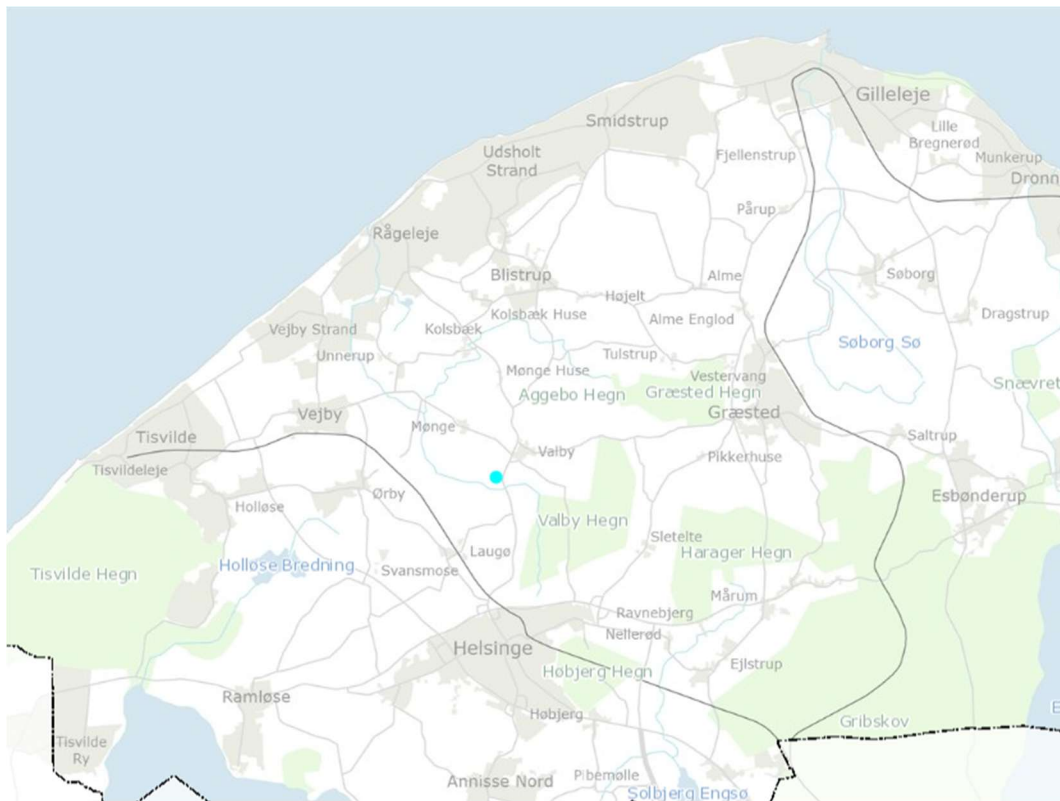 Gilleleje
Smidstrup
Lille
Bregnerød
Udsholt
Strand
Fjellenstrup
Munkerup
Dronn
Pårup
Rågeleje
Blistrup
Alme
Søborg
Højelt
Kolsbæk Huse
Alme Englod
Dragstrup
Vejby Strand
Kolsbæk
Søborg Sø
Unnerup
Tulstrup
Mønge Huse
Vestervang
Snævret
Aggebo Hegn
Græsted Hegn
Vejby
Græsted
Mønge
Tisvilde
Saltrup
Valby
Pikkerhuse
Tisvildeleje
Ørby
Esbønderup
Holløse
Valby Hegn
Sletelte
Laugø
Harager Hegn
Holløse Bredning
Tisvilde Hegn
Svansmose
Mårum
Ravnebjerg
Nellerød
Helsinge
Ejlstrup
Høbjerg Hegn
Ramløse
E
Høbjerg
Gribskov
Tisvilde
Ry
Pibemølle
Annisse Nord
Solbjerg Engsø